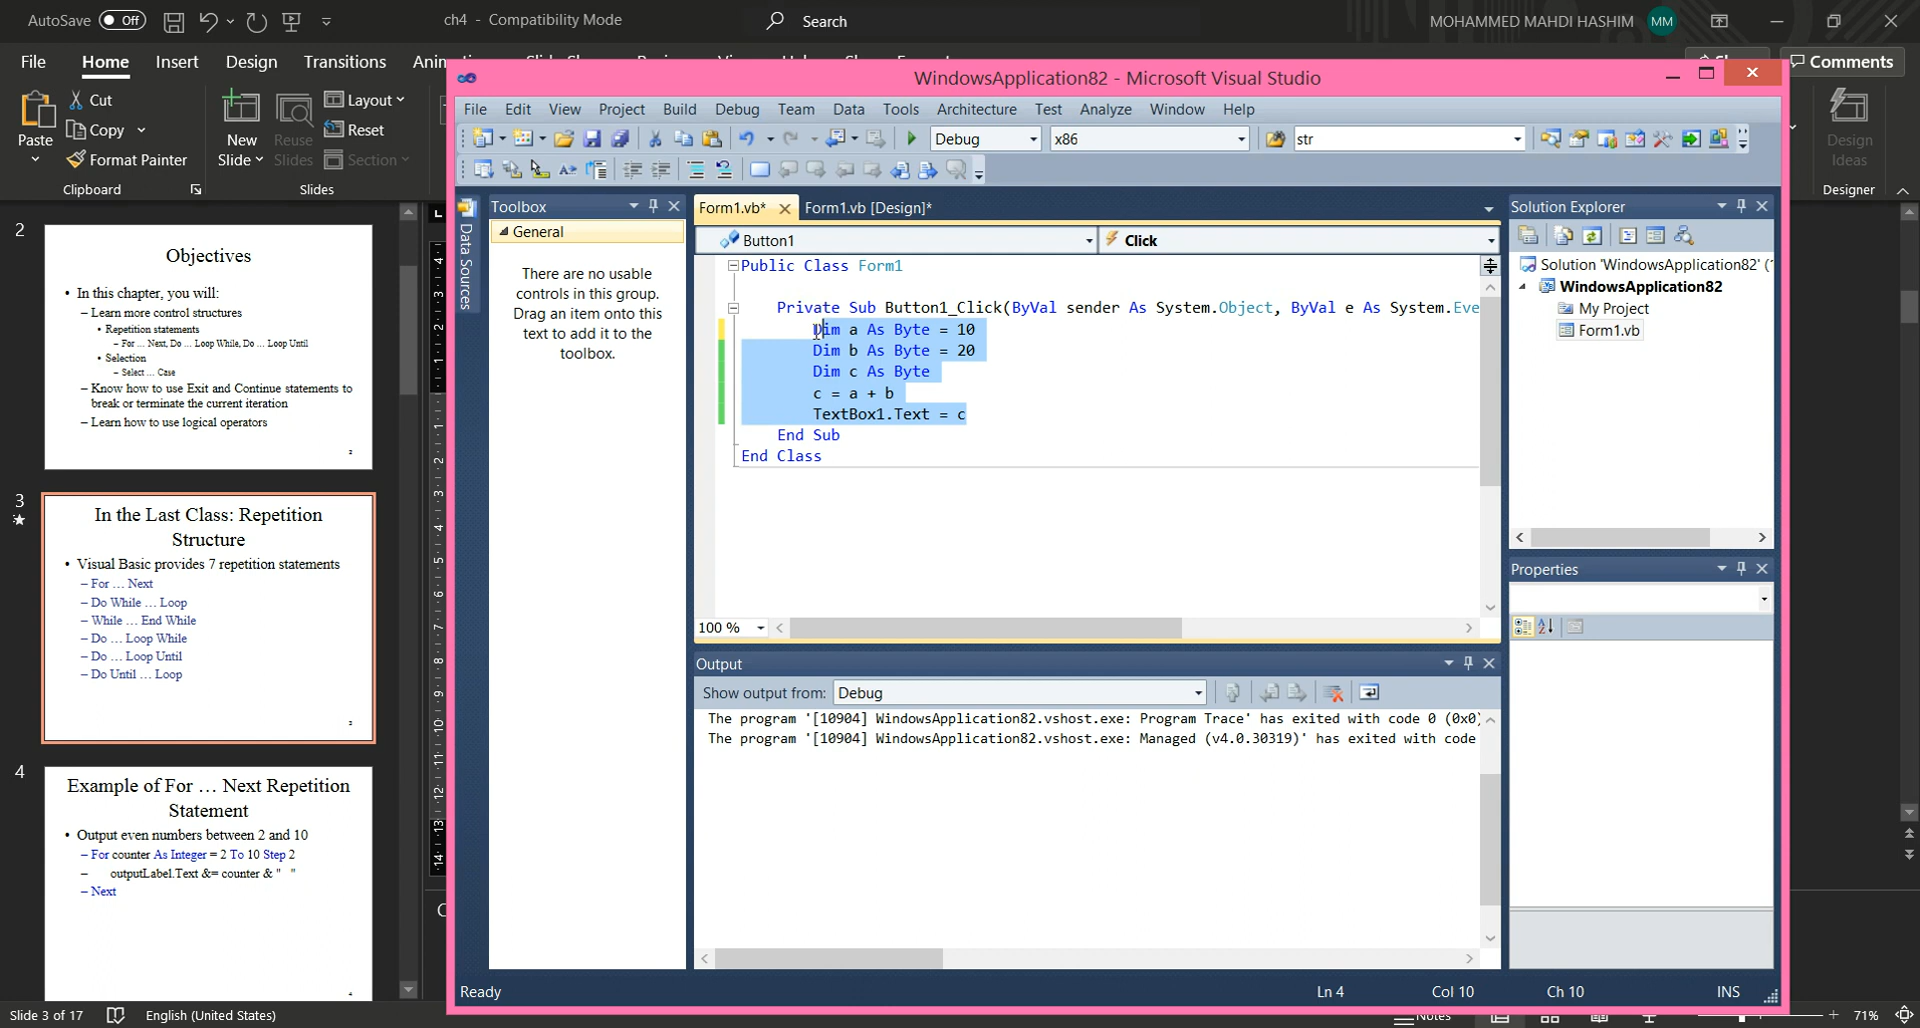 AutoSave Off
ch4 - Compatibility Mode
Search
MOHAMMED MAHDI HASHIM MM
File Home Insert Design Transitions
Comments
Paste
Cut
Copy
Format Painter
Clipboard
New
Slide
Reuse
Slides
Layout
Reset
Section
Slides
Design
Ideas
Designer
2
Objectives
• In this chapter, you will:
– Learn more control structures
• Repetition statements
– For … Next, Do … Loop While, Do … Loop Until
• Selection
– Select … Case
– Know how to use Exit and Continue statements to
break or terminate the current iteration
– Learn how to use logical operators
2
3
In the Last Class: Repetition
Structure
• Visual Basic provides 7 repetition statements
– For … Next
– Do While … Loop
– While … End While
– Do … Loop While
– Do … Loop Until
– Do Until … Loop
3
4
Example of For … Next Repetition
Statement
• Output even numbers between 2 and 10
– For counter As Integer = 2 To 10 Step 2
– outputLabel.Text &= counter & " "
– Next
4
WindowsApplication82 - Microsoft Visual Studio
File Edit View Project Build Debug Team Data Tools Architecture Test Analyze Window Help
Debug x86 str
Data Sources
Toolbox
General
There are no usable
controls in this group.
Drag an item onto this
text to add it to the
toolbox.
Form1.vb* Form1.vb [Design]*
Button1 Click
Public Class Form1
Private Sub Button1_Click(ByVal sender As System.Object, ByVal e As System.Eve
Dim a As Byte = 10
Dim b As Byte = 20
Dim c As Byte
c = a + b
TextBox1.Text = c
End Sub
End Class
100 %
Output
Show output from: Debug
The program '[10904] WindowsApplication82.vshost.exe: Program Trace' has exited with code 0 (0x0)
The program '[10904] WindowsApplication82.vshost.exe: Managed (v4.0.30319)' has exited with code
Solution Explorer
Solution 'WindowsApplication82' (
WindowsApplication82
My Project
Form1.vb
Properties
Ready Ln 4 Col 10 Ch 10 INS
Slide 3 of 17 English (United States) Notes 71%